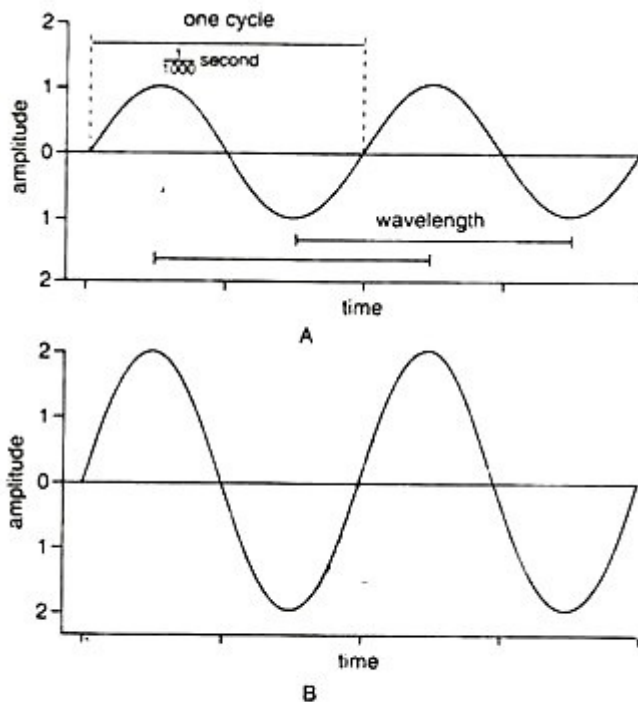 one cycle
2
1/1000 second
1
0
1
2
amplitude
wavelength
time
A
2
1
0
1
2
amplitude
time
B